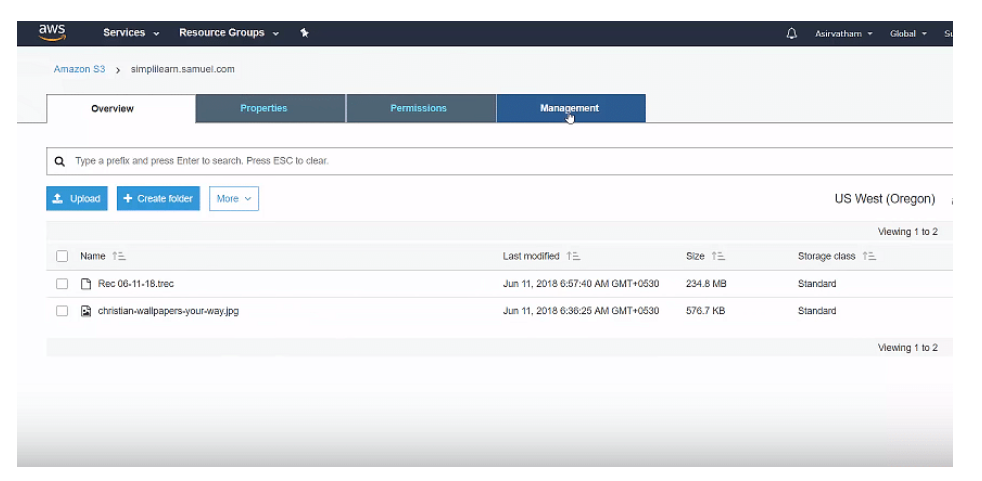 aws Services Resource Groups Asirvatham Global
Amazon S3 > simplilearn.samuel.com
Overview Properties Permissions Management
Type a prefix and press Enter to search. Press ESC to clear.
Upload + Create folder More US West (Oregon)
Viewing 1 to 2
Name Last modified Size Storage class
Rec 06-11-18.trec Jun 11, 2018 6:57:40 AM GMT+0530 234.8 MB Standard
christian-wallpapers-your-way.jpg Jun 11, 2018 6:36:25 AM GMT+0530 576.7 KB Standard
Viewing 1 to 2